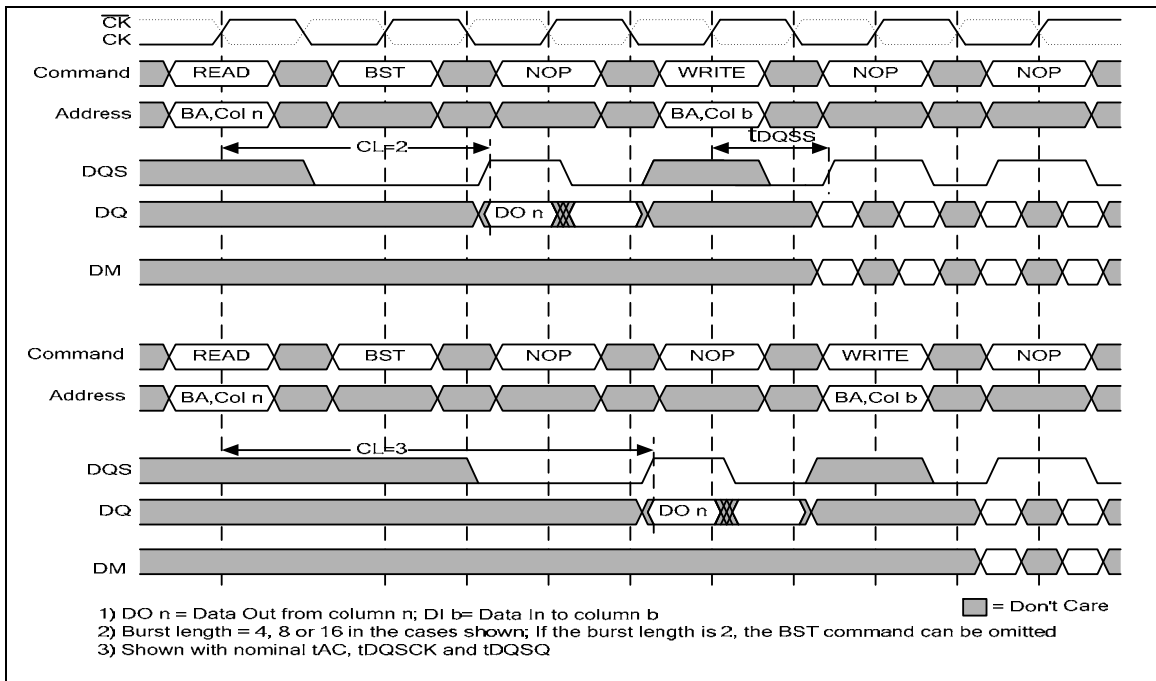 CK
CK
Command READ BST NOP WRITE NOP NOP
Address BA,Col n BA,Col b
CL=2 tDQSS
DQS
DQ DO n
DM
Command READ BST NOP NOP WRITE NOP
Address BA,Col n BA,Col b
CL=3
DQS
DQ DO n
DM
1) DO n = Data Out from column n; DI b= Data In to column b
= Don't Care
2) Burst length = 4, 8 or 16 in the cases shown; If the burst length is 2, the BST command can be omitted
3) Shown with nominal tAC, tDQSCK and tDQSQ